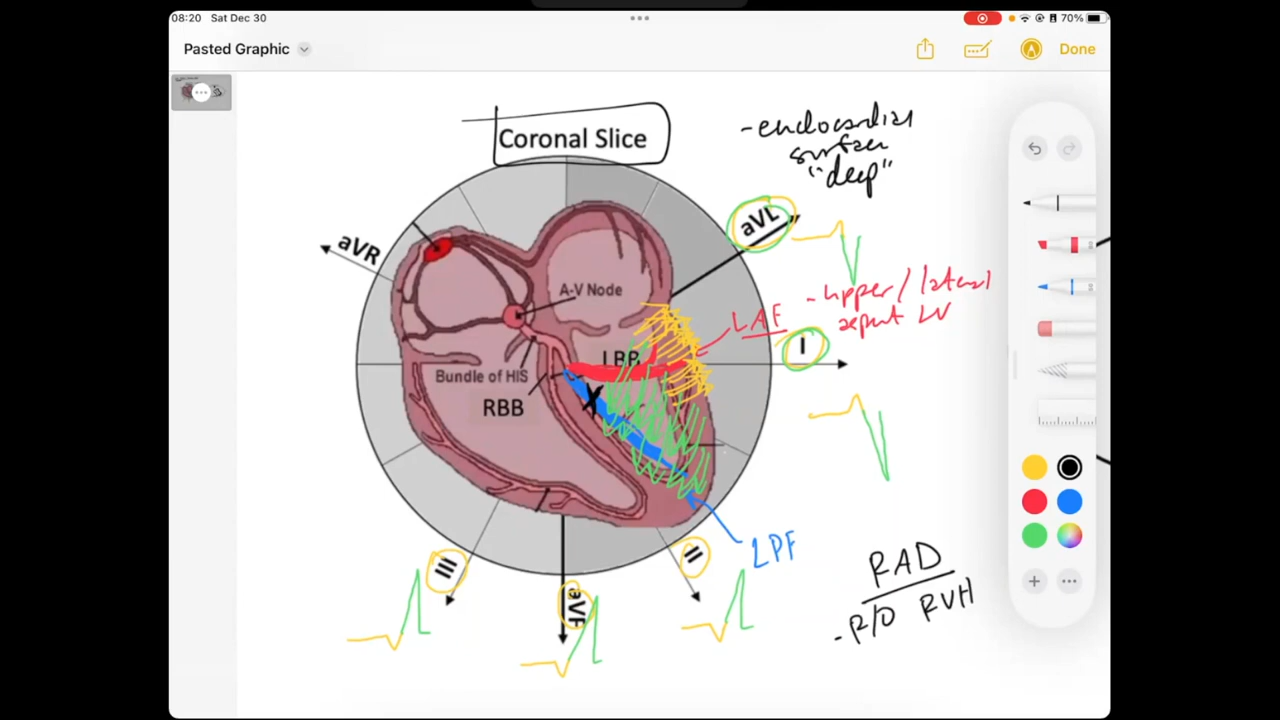 08:20 Sat Dec 30
70%
Pasted Graphic
Done
Coronal Slice
-endocardial
surface
"deep"
aVL
aVR
A-V Node
LAF
-upper/lateral
septum LV
I
LBB
Bundle of HIS
RBB
X
LPF
III
aVF
II
RAD
-R/O RVH